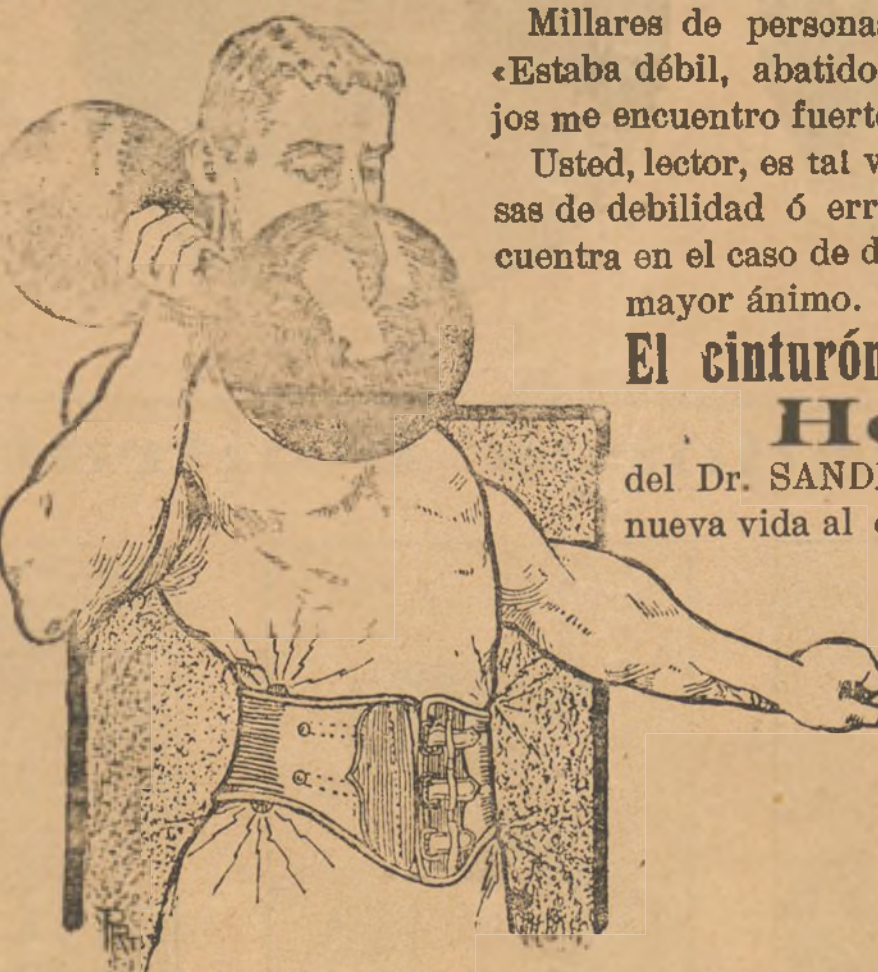 Millares de personas
«Estaba débil, abatido
jos me encuentro fuerte
Usted, lector, es tal v
sas de debilidad ó err
cuentra en el caso de d
mayor ánimo.
El cinturón
He
del Dr. SAND
nueva vida al